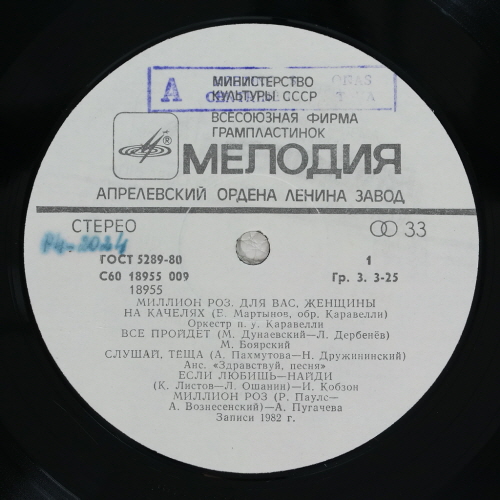 МИНИСТЕРСТВО
А КУЛЬТУРЫ СССР
ВСЕСОЮЗНАЯ ФИРМА
ГРАМПЛАСТИНОК
® МЕЛОДИЯ
АПРЕЛЕВСКИЙ ОРДЕНА ЛЕНИНА ЗАВОД
СТЕРЕО 33
ГОСТ 5289-80 1
С60 18955 009 Гр. 3. 3-25
18955
МИЛЛИОН РОЗ. ДЛЯ ВАС, ЖЕНЩИНЫ
НА КАЧЕЛЯХ (Е. Мартынов, обр. Каравелли)
Оркестр п. у. Каравелли
ВСЕ ПРОЙДЕТ (М. Дунаевский—Л. Дербенёв)
М. Боярский
СЛУШАЙ, ТЕЩА (А. Пахмутова—Н. Дружининский)
Анс. «Здравствуй, песня»
ЕСЛИ ЛЮБИШЬ—НАЙДИ
(К. Листов—Л. Ошанин)—И. Кобзон
МИЛЛИОН РОЗ (Р. Паулс—
А. Вознесенский)—А. Пугачева
Записи 1982 г.